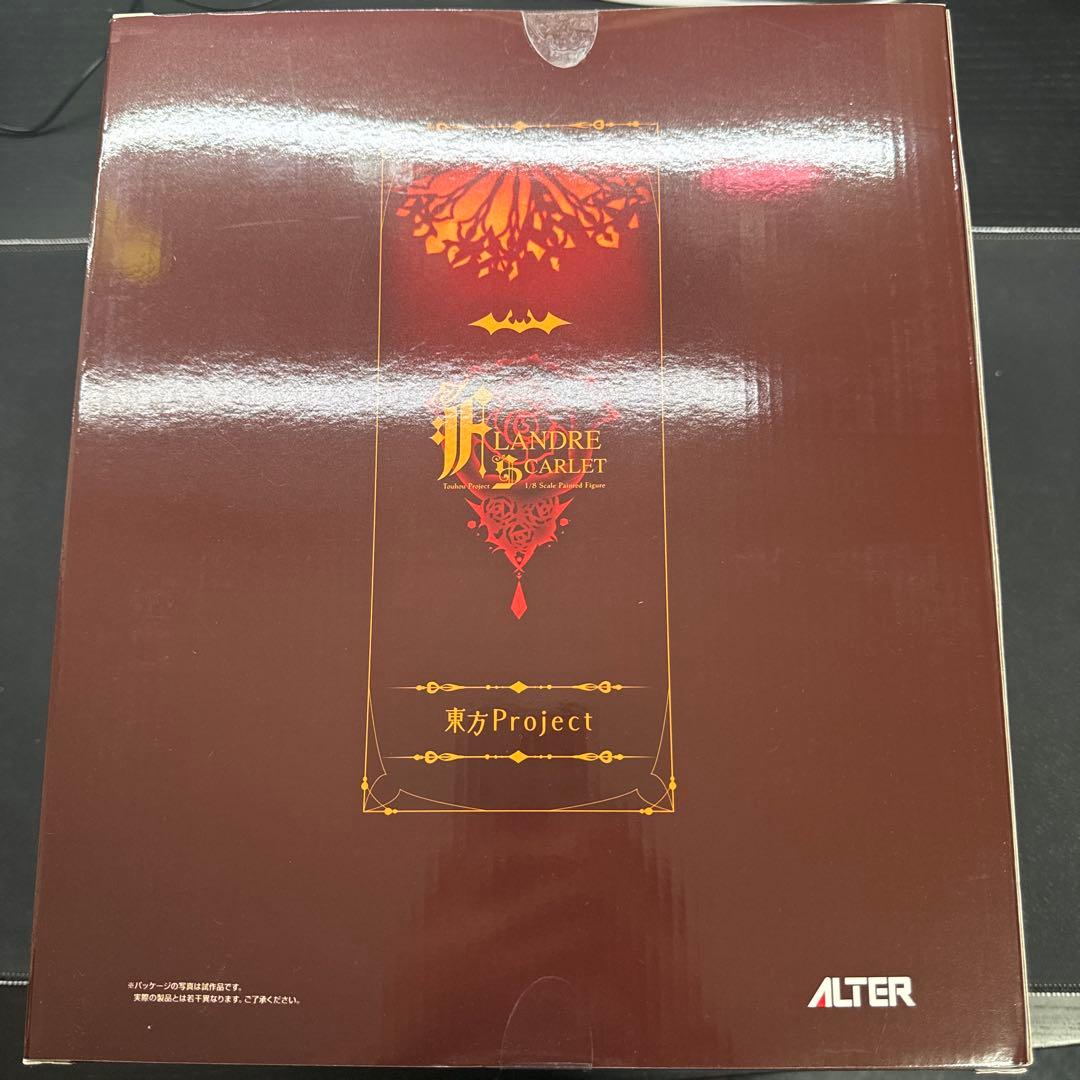 FLANDRE
SCARLET
Touhou Project 1/8 Scale Painted Figure
東方Project
※パッケージの写真は試作品です。
実際の製品とは若干異なります。ご了承ください。
ALTER